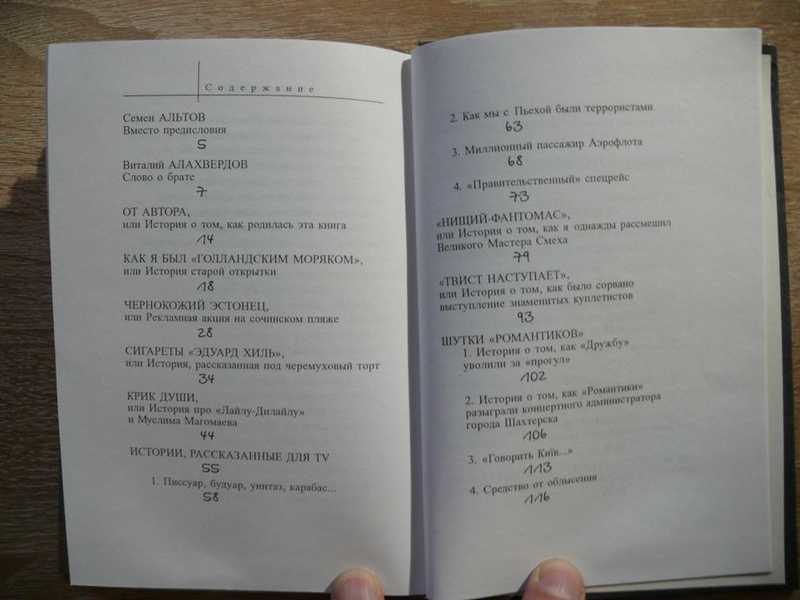 Содержание
Семен АЛЬТОВ
Вместо предисловия
5
Виталий АЛАХВЕРДОВ
Слово о брате
7
ОТ АВТОРА,
или История о том, как родилась эта книга
14
КАК Я БЫЛ «ГОЛЛАНДСКИМ МОРЯКОМ»,
или История старой открытки
18
ЧЕРНОКОЖИЙ ЭСТОНЕЦ,
или Рекламная акция на сочинском пляже
28
СИГАРЕТЫ «ЭДУАРД ХИЛЬ»,
или История, рассказанная под черемуховый торт
34
КРИК ДУШИ,
или История про «Лайлу-Дилайлу»
и Муслима Магомаева
44
ИСТОРИИ, РАССКАЗАННЫЕ ДЛЯ TV
55
1. Писсуар, будуар, унитаз, карабас...
58
2. Как мы с Пьехой были террористами
63
3. Миллионный пассажир Аэрофлота
68
4. «Правительственный» спецрейс
73
«НИЩИЙ-ФАНТОМАС»,
или История о том, как я однажды рассмешил
Великого Мастера Смеха
79
«ТВИСТ НАСТУПАЕТ»,
или История о том, как было сорвано
выступление знаменитых куплетистов
93
ШУТКИ «РОМАНТИКОВ»
1. История о том, как «Дружбу»
уволили за «прогул»
102
2. История о том, как «Романтики»
разыграли концертного администратора
города Шахтерска
106
3. «Говорить Київ...»
113
4. Средство от облысения
116